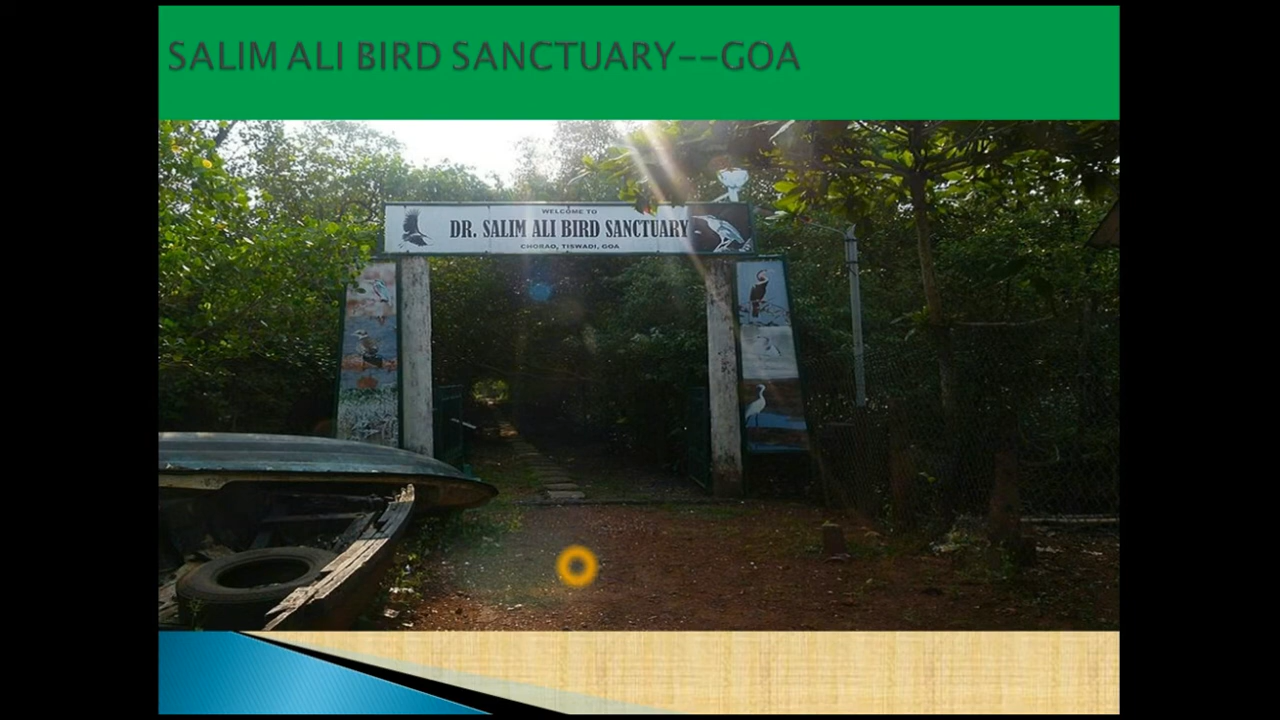 SALIM ALI BIRD SANCTUARY--GOA
WELCOME TO
DR. SALIM ALI BIRD SANCTUARY
CHORAO, TISWADI, GOA